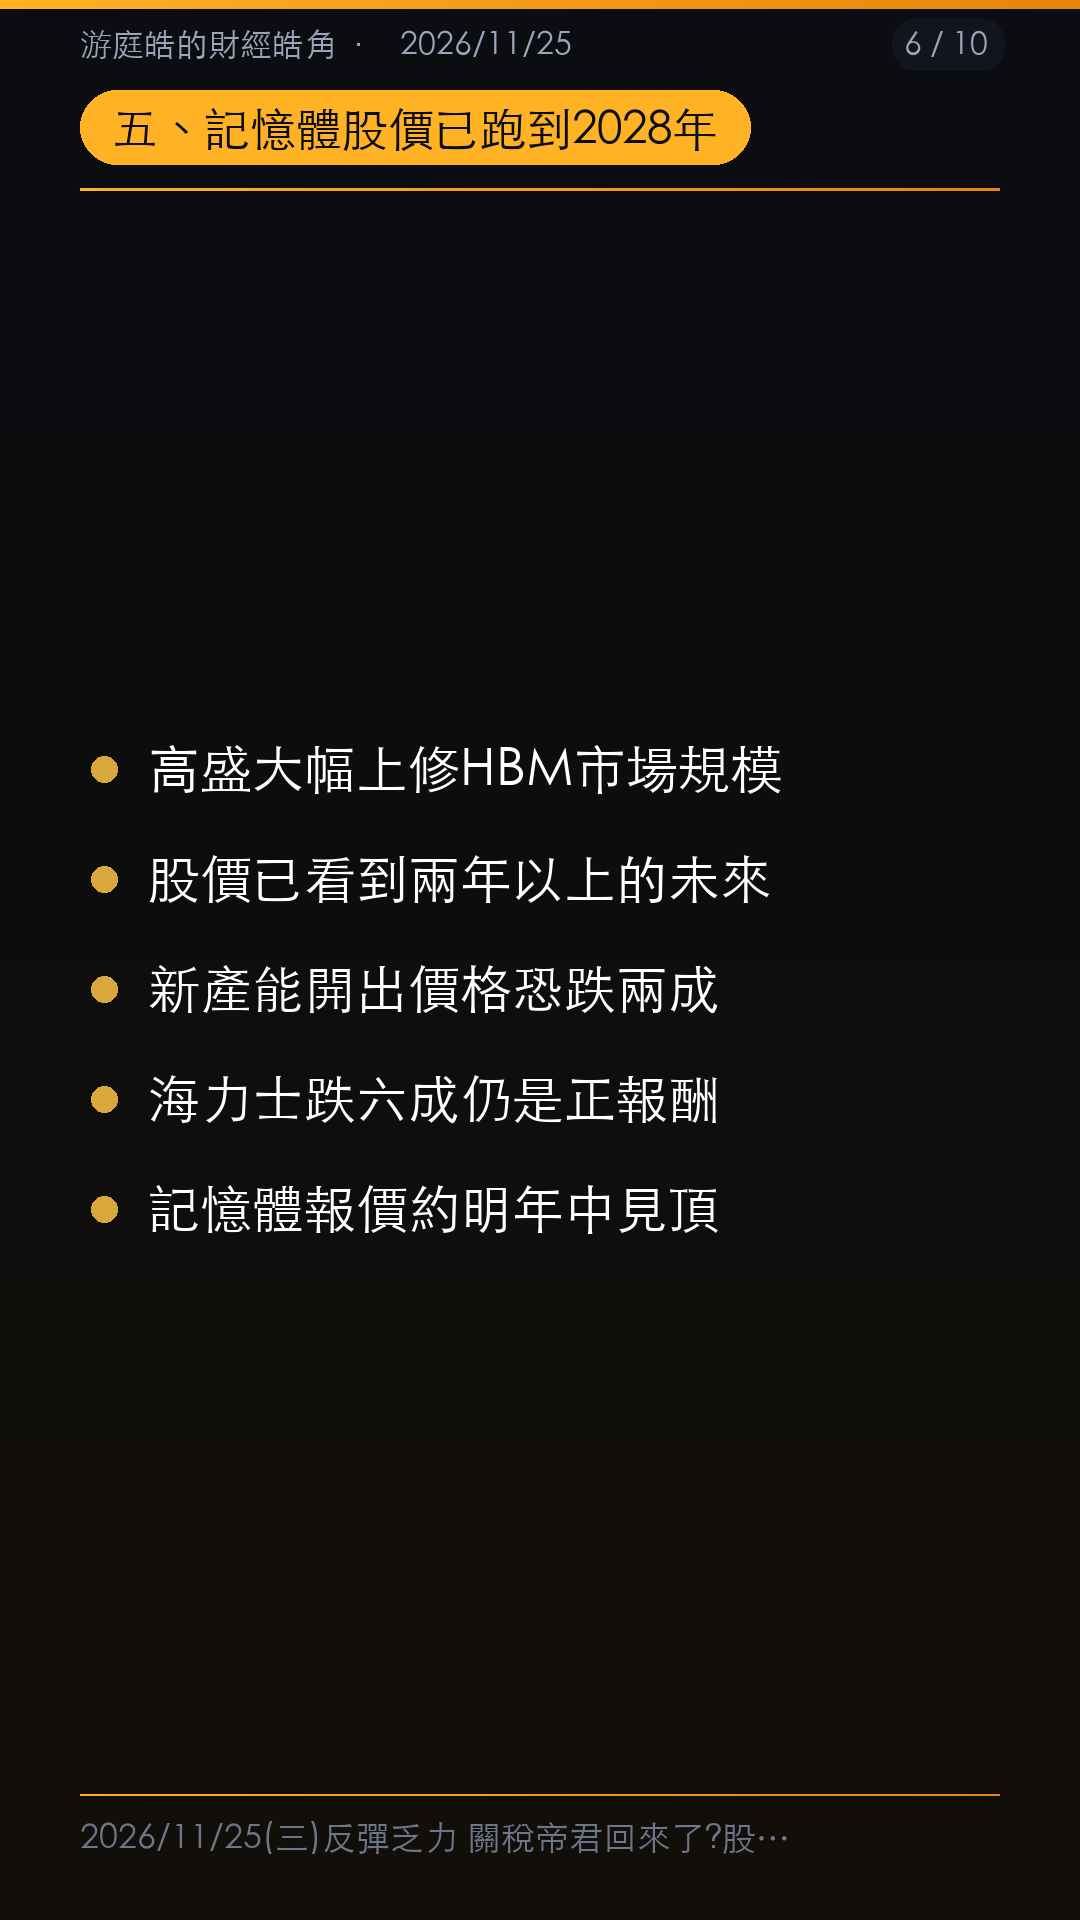 游庭皓的財經皓角 · 2026/11/25
6 / 10
五、記憶體股價已跑到2028年
高盛大幅上修HBM市場規模
股價已看到兩年以上的未來
新產能開出價格恐跌兩成
海力士跌六成仍是正報酬
記憶體報價約明年中見頂
2026/11/25(三)反彈乏力 關稅帝君回來了?股⋯